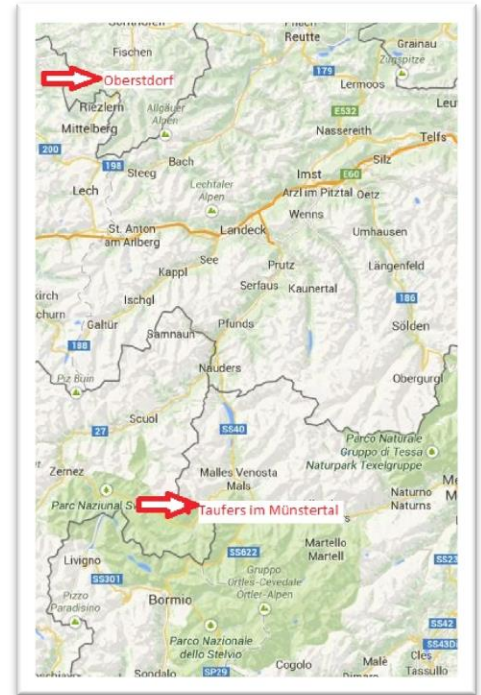 Sonthofen
Reutte
Grainau
Fischen
Zugspitze
Oberstdorf
179
Lermoos
Riezlern
Allgäuer
Alpen
Mittelberg
E532
Telfs
Nassereith
200
198
Steeg
Bach
Silz
Lech
Lechtaler
Alpen
Imst
E60
Arzl im Pitztal
Oetz
Wenns
St. Anton
am Arlberg
Landeck
Umhausen
See
Prutz
Längenfeld
Kappl
Serfaus
Kaunertal
Ischgl
186
Galtür
Samnaun
Pfunds
Sölden
188
Nauders
Piz Buin
Obergurgl
Scuol
27
SS40
Parco Naturale
Gruppo di Tessa
Naturpark Texelgruppe
Zernez
Malles Venosta
Mals
Naturno
Naturns
Parc Naziunal
Taufers im Münstertal
Martello
Martell
SS622
Livigno
Gruppo
Ortles-Cevedale
Ortler-Alpen
SS301
Pizzo
Paradisino
Bormio
SS42
Parco Nazionale
dello Stelvio
SS43D
Cles
Malè
Tassullo
Cogolo
Sondalo
SP29